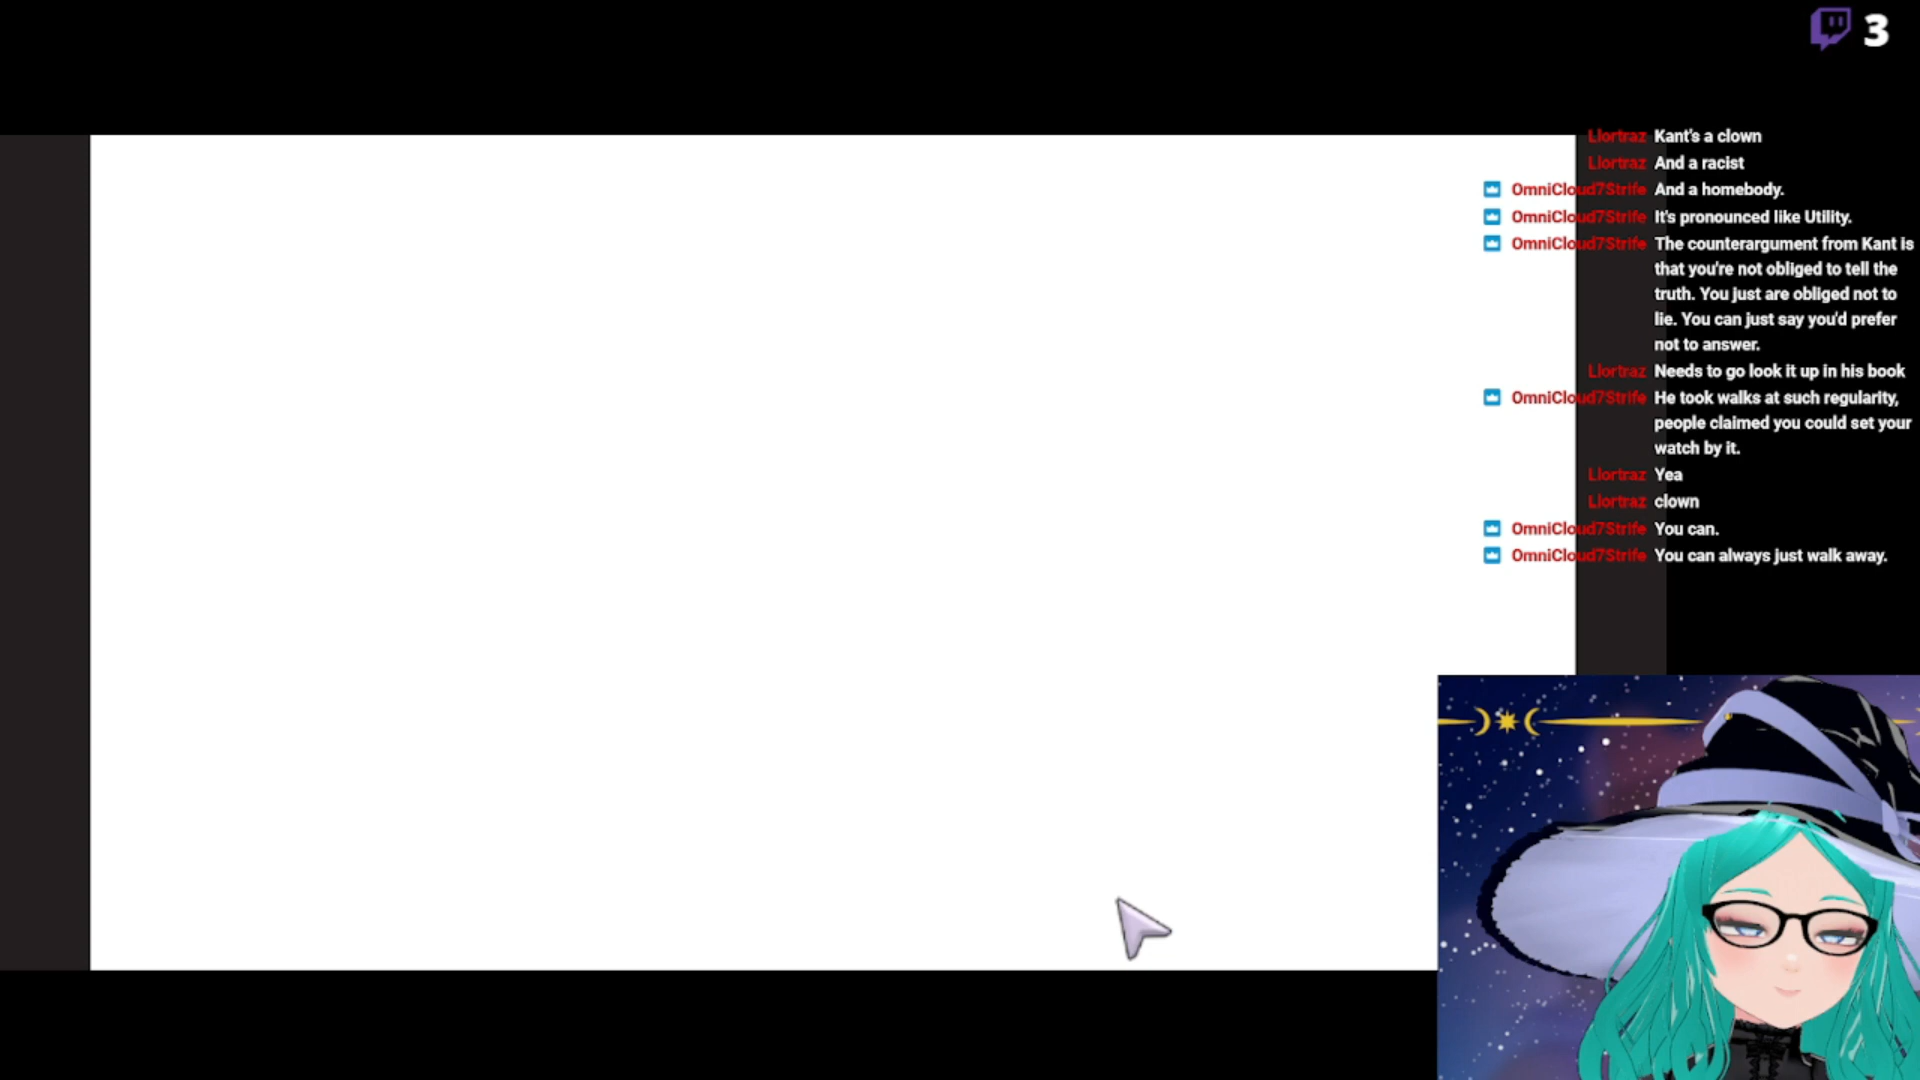 3
Llortraz Kant's a clown
Llortraz And a racist
OmniCloud7Strife And a homebody.
OmniCloud7Strife It's pronounced like Utility.
OmniCloud7Strife The counterargument from Kant is
that you're not obliged to tell the
truth. You just are obliged not to
lie. You can just say you'd prefer
not to answer.
Llortraz Needs to go look it up in his book
OmniCloud7Strife He took walks at such regularity,
people claimed you could set your
watch by it.
Llortraz Yea
Llortraz clown
OmniCloud7Strife You can.
OmniCloud7Strife You can always just walk away.